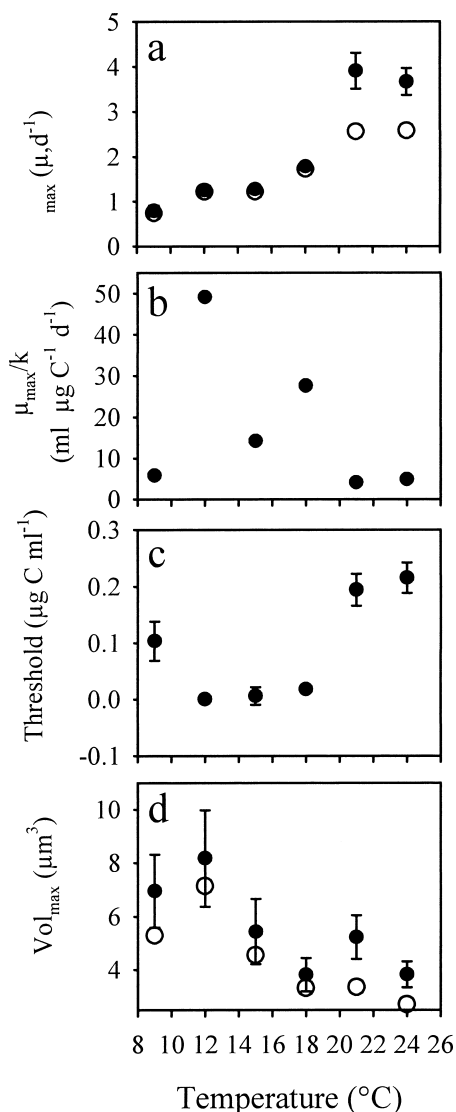 a
5
4
3
2
1
0
max (μ,d⁻¹)
b
50
40
30
20
10
0
μmax/k
(ml μg C⁻¹ d⁻¹)
c
0.3
0.2
0.1
0.0
-0.1
Threshold (μg C ml⁻¹)
d
10
8
6
4
Volmax (μm³)
8 10 12 14 16 18 20 22 24 26
Temperature (°C)